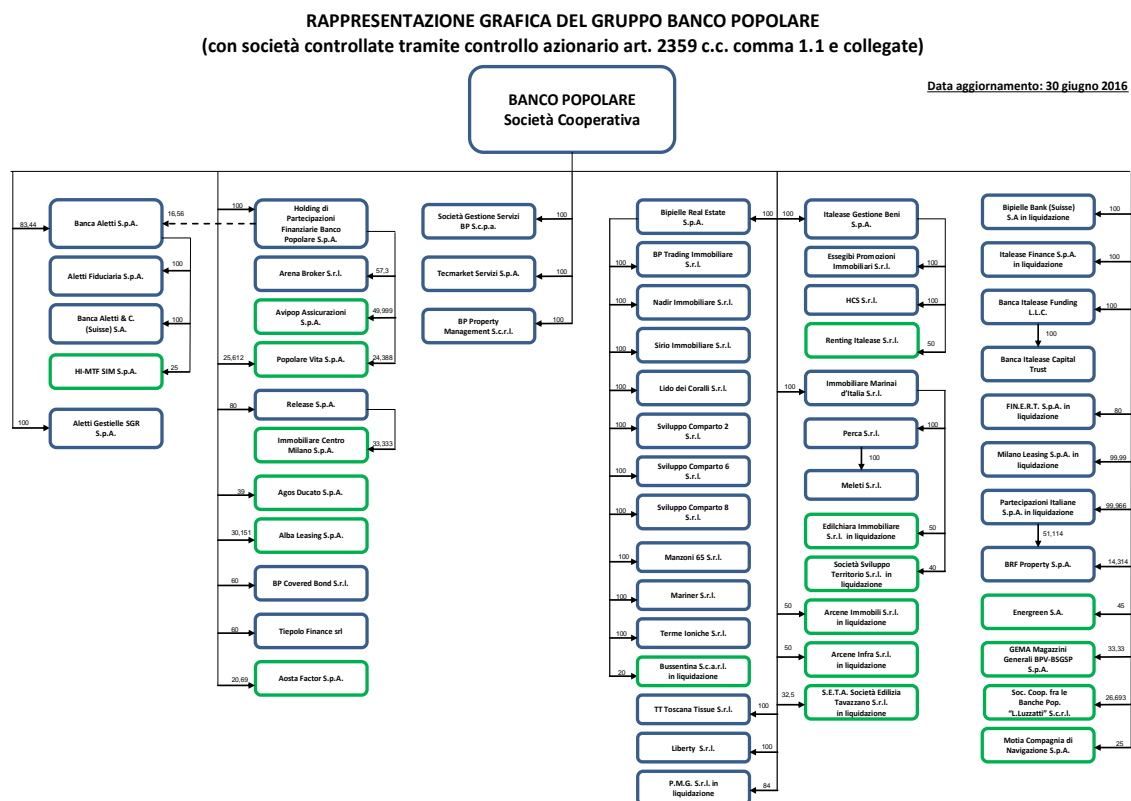 RAPPRESENTAZIONE GRAFICA DEL GRUPPO BANCO POPOLARE
(con società controllate tramite controllo azionario art. 2359 c.c. comma 1.1 e collegate)
BANCO POPOLARE
Società Cooperativa
Data aggiornamento: 30 giugno 2016
83,44
Banca Aletti S.p.A.
16,56
Aletti Fiduciaria S.p.A.
100
Banca Aletti & C.
(Suisse) S.A.
100
HI-MTF SIM S.p.A.
25
100
Aletti Gestielle SGR
S.p.A.
100
Holding di
Partecipazioni
Finanziarie Banco
Popolare S.p.A.
Arena Broker S.r.l.
57,3
Avipop Assicurazioni
S.p.A.
49,999
25,612
Popolare Vita S.p.A.
24,388
80
Release S.p.A.
Immobiliare Centro
Milano S.p.A.
33,333
39
Agos Ducato S.p.A.
30,151
Alba Leasing S.p.A.
60
BP Covered Bond S.r.l.
60
Tiepolo Finance srl
20,69
Aosta Factor S.p.A.
Società Gestione Servizi
BP S.c.p.a.
100
Tecmarket Servizi S.p.A.
100
BP Property
Management S.c.r.l.
100
Bipielle Real Estate
S.p.A.
100
100
BP Trading Immobiliare
S.r.l.
100
Nadir Immobiliare S.r.l.
100
Sirio Immobiliare S.r.l.
100
Lido dei Coralli S.r.l.
100
Sviluppo Comparto 2
S.r.l.
100
Sviluppo Comparto 6
S.r.l.
100
Sviluppo Comparto 8
S.r.l.
100
Manzoni 65 S.r.l.
100
Mariner S.r.l.
100
Terme Ioniche S.r.l.
20
Bussentina S.c.a.r.l.
in liquidazione
TT Toscana Tissue S.r.l.
100
Liberty S.r.l.
100
P.M.G. S.r.l. in
liquidazione
84
100
Italease Gestione Beni
S.p.A.
Essegibi Promozioni
Immobiliari S.r.l.
100
HCS S.r.l.
100
Renting Italease S.r.l.
50
100
Immobiliare Marinai
d'Italia S.r.l.
Perca S.r.l.
100
100
Meleti S.r.l.
Edilchiara Immobiliare
S.r.l. in liquidazione
50
Società Sviluppo
Territorio S.r.l. in
liquidazione
40
50
Arcene Immobili S.r.l.
in liquidazione
50
Arcene Infra S.r.l.
in liquidazione
32,5
S.E.T.A. Società Edilizia
Tavazzano S.r.l.
in liquidazione
Bipielle Bank (Suisse)
S.A in liquidazione
100
Italease Finance S.p.A.
in liquidazione
100
Banca Italease Funding
L.L.C.
100
100
Banca Italease Capital
Trust
FIN.E.R.T. S.p.A. in
liquidazione
80
Milano Leasing S.p.A. in
liquidazione
99,99
Partecipazioni Italiane
S.p.A. in liquidazione
99,966
51,114
BRF Property S.p.A.
14,314
Energreen S.A.
45
GEMA Magazzini
Generali BPV-BSGSP
S.p.A.
33,33
Soc. Coop. fra le
Banche Pop.
"L.Luzzatti" S.c.r.l.
26,693
Motia Compagnia di
Navigazione S.p.A.
25